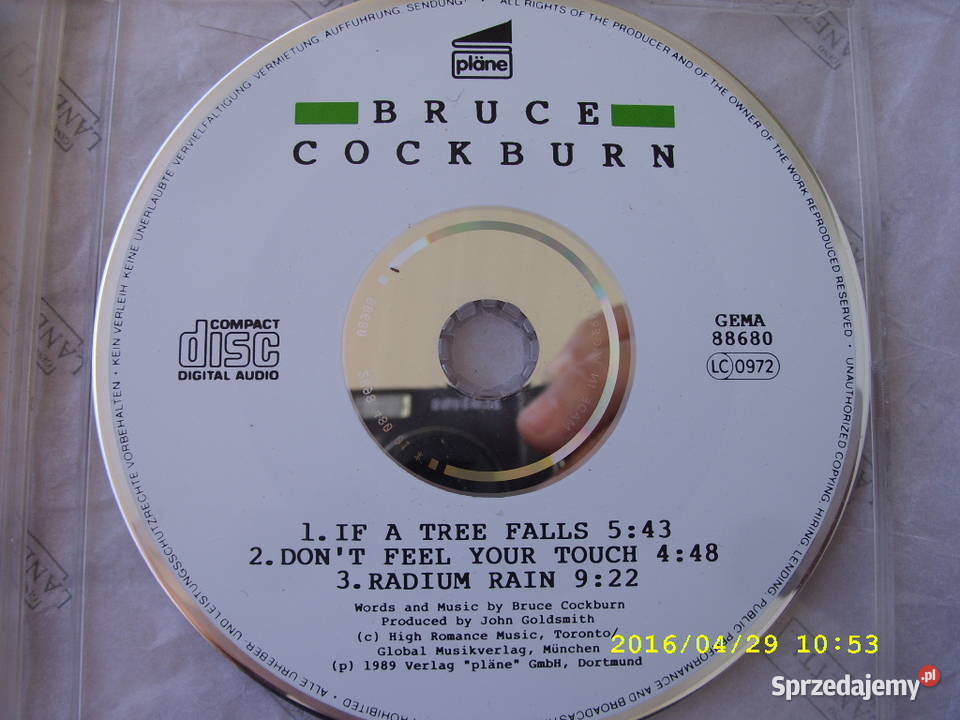 pläne
BRUCE
COCKBURN
COMPACT
disc
DIGITAL AUDIO
GEMA
88680
LC 0972
1. IF A TREE FALLS 5:43
2. DON'T FEEL YOUR TOUCH 4:48
3. RADIUM RAIN 9:22
Words and Music by Bruce Cockburn
Produced by John Goldsmith
(c) High Romance Music, Toronto/
Global Musikverlag, München
(p) 1989 Verlag "pläne" GmbH, Dortmund
ALLE URHEBER- UND LEISTUNGSSCHUTZRECHTE VORBEHALTEN · KEIN VERLEIH KEINE UNERLAUBTE VERVIELFÄLTIGUNG VERMIETUNG AUFFÜHRUNG SENDUNG! · ALL RIGHTS OF THE PRODUCER AND OF THE OWNER OF THE WORK REPRODUCED RESERVED · UNAUTHORIZED COPYING, HIRING, LENDING, PUBLIC PERFORMANCE AND BROADCAS
PROHIBITED
2016/04/29 10:53
Sprzedajemy.pl